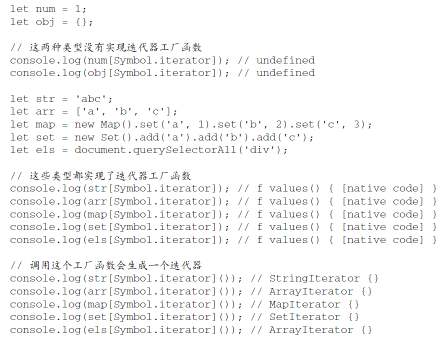 let num = 1;
let obj = {};
// 这两种类型没有实现迭代器工厂函数
console.log(num[Symbol.iterator]); // undefined
console.log(obj[Symbol.iterator]); // undefined
let str = 'abc';
let arr = ['a', 'b', 'c'];
let map = new Map().set('a', 1).set('b', 2).set('c', 3);
let set = new Set().add('a').add('b').add('c');
let els = document.querySelectorAll('div');
// 这些类型都实现了迭代器工厂函数
console.log(str[Symbol.iterator]); // f values() { [native code] }
console.log(arr[Symbol.iterator]); // f values() { [native code] }
console.log(map[Symbol.iterator]); // f values() { [native code] }
console.log(set[Symbol.iterator]); // f values() { [native code] }
console.log(els[Symbol.iterator]); // f values() { [native code] }
// 调用这个工厂函数会生成一个迭代器
console.log(str[Symbol.iterator]()); // StringIterator {}
console.log(arr[Symbol.iterator]()); // ArrayIterator {}
console.log(map[Symbol.iterator]()); // MapIterator {}
console.log(set[Symbol.iterator]()); // SetIterator {}
console.log(els[Symbol.iterator]()); // ArrayIterator {}